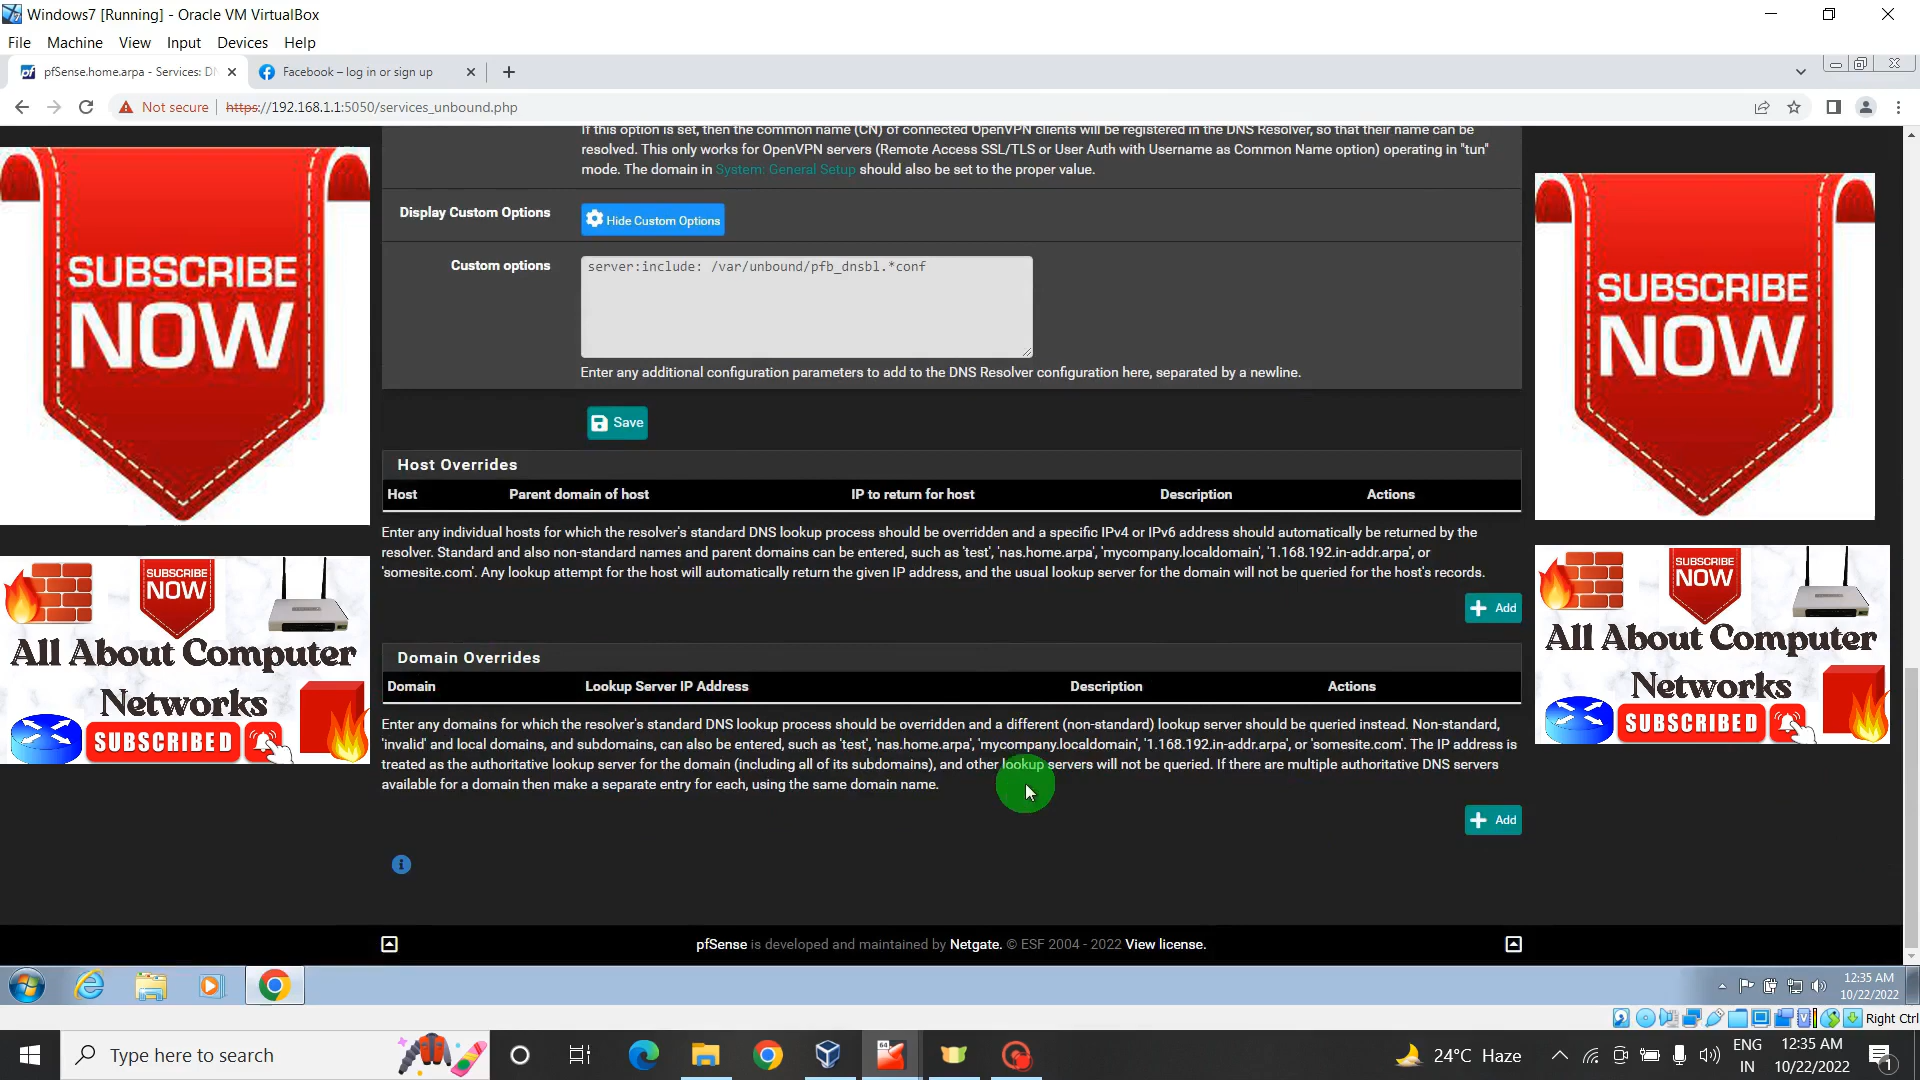 Windows7 [Running] - Oracle VM VirtualBox
File Machine View Input Devices Help
pfSense.home.arpa - Services: DN
Facebook – log in or sign up
Not secure https://192.168.1.1:5050/services_unbound.php
If this option is set, then the common name (CN) of connected OpenVPN clients will be registered in the DNS Resolver, so that their name can be
resolved. This only works for OpenVPN servers (Remote Access SSL/TLS or User Auth with Username as Common Name option) operating in "tun"
mode. The domain in System: General Setup should also be set to the proper value.
Display Custom Options
Hide Custom Options
Custom options
server:include: /var/unbound/pfb_dnsbl.*conf
Enter any additional configuration parameters to add to the DNS Resolver configuration here, separated by a newline.
Save
Host Overrides
Host Parent domain of host IP to return for host Description Actions
Enter any individual hosts for which the resolver's standard DNS lookup process should be overridden and a specific IPv4 or IPv6 address should automatically be returned by the
resolver. Standard and also non-standard names and parent domains can be entered, such as 'test', 'nas.home.arpa', 'mycompany.localdomain', '1.168.192.in-addr.arpa', or
'somesite.com'. Any lookup attempt for the host will automatically return the given IP address, and the usual lookup server for the domain will not be queried for the host's records.
Add
Domain Overrides
Domain Lookup Server IP Address Description Actions
Enter any domains for which the resolver's standard DNS lookup process should be overridden and a different (non-standard) lookup server should be queried instead. Non-standard,
'invalid' and local domains, and subdomains, can also be entered, such as 'test', 'nas.home.arpa', 'mycompany.localdomain', '1.168.192.in-addr.arpa', or 'somesite.com'. The IP address is
treated as the authoritative lookup server for the domain (including all of its subdomains), and other lookup servers will not be queried. If there are multiple authoritative DNS servers
available for a domain then make a separate entry for each, using the same domain name.
Add
pfSense is developed and maintained by Netgate. © ESF 2004 - 2022 View license.
SUBSCRIBE
NOW
SUBSCRIBE
NOW
All About Computer
Networks
SUBSCRIBED
SUBSCRIBE
NOW
SUBSCRIBE
NOW
All About Computer
Networks
SUBSCRIBED
12:35 AM
10/22/2022
Right Ctrl
Type here to search
64
24°C Haze
ENG
IN
12:35 AM
10/22/2022
1